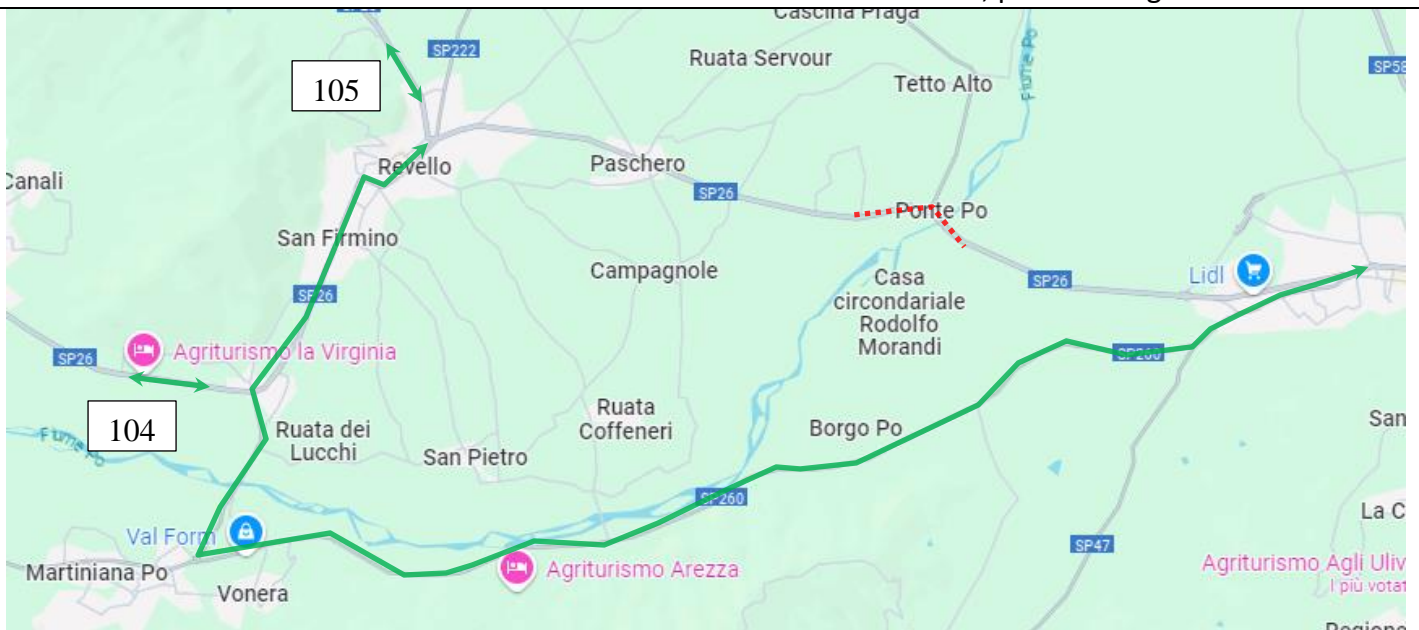 Cascina Praga
SP222
Ruata Servour
SP58
105
Tetto Alto
Fiume Po
Revello
Paschero
Canali
SP26
Ponte Po
San Firmino
Campagnole
Casa
circondariale
Rodolfo
Morandi
SP26
Lidl
SP26
SP26
Agriturismo la Virginia
SP260
104
Ruata
Coffeneri
Ruata dei
Lucchi
Borgo Po
San
Fiume Po
San Pietro
SP260
La C
Val Form
SP47
Martiniana Po
Agriturismo Arezza
Agriturismo Agli Uliv
I più votat
Vonera
Regione